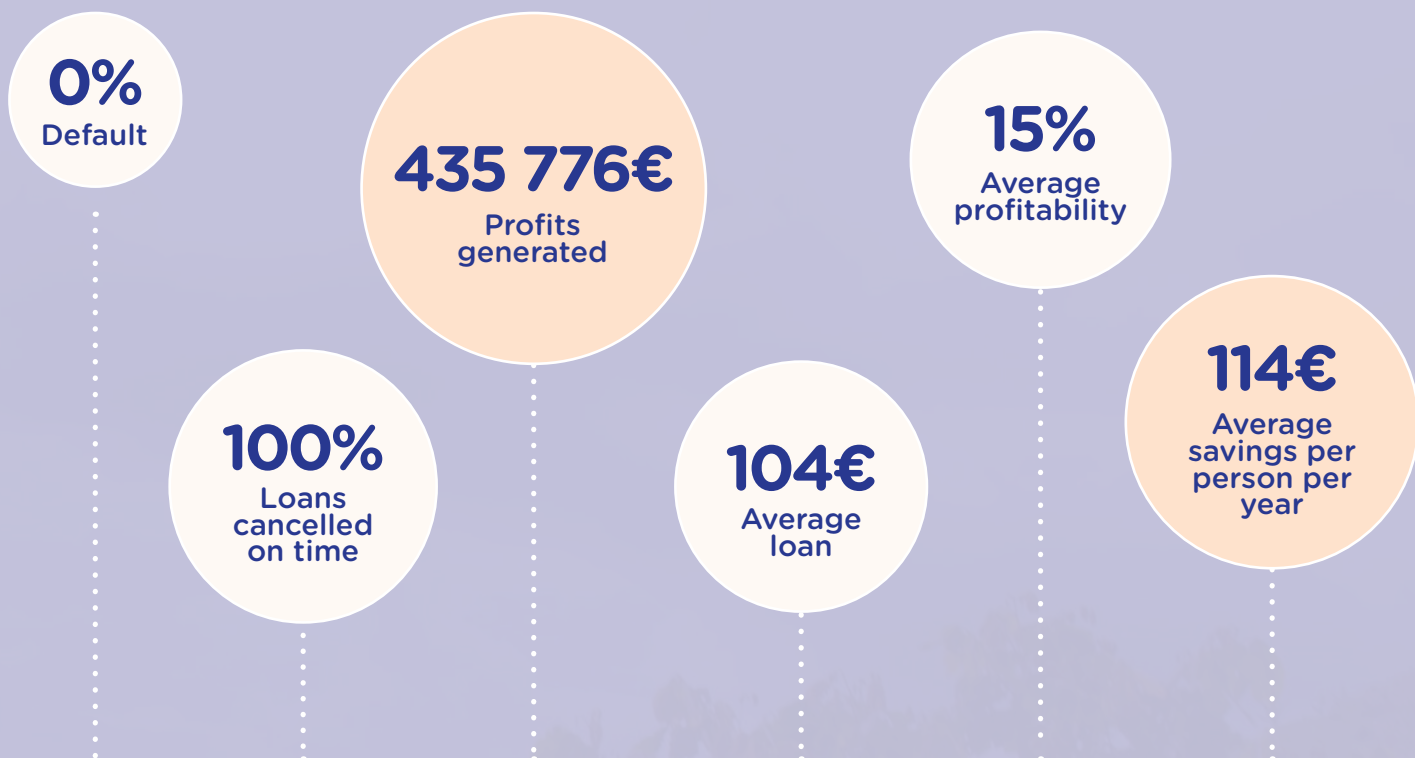 0%
Default
435 776€
Profits
generated
15%
Average
profitability
100%
Loans
cancelled
on time
104€
Average
loan
114€
Average
savings per
person per
year